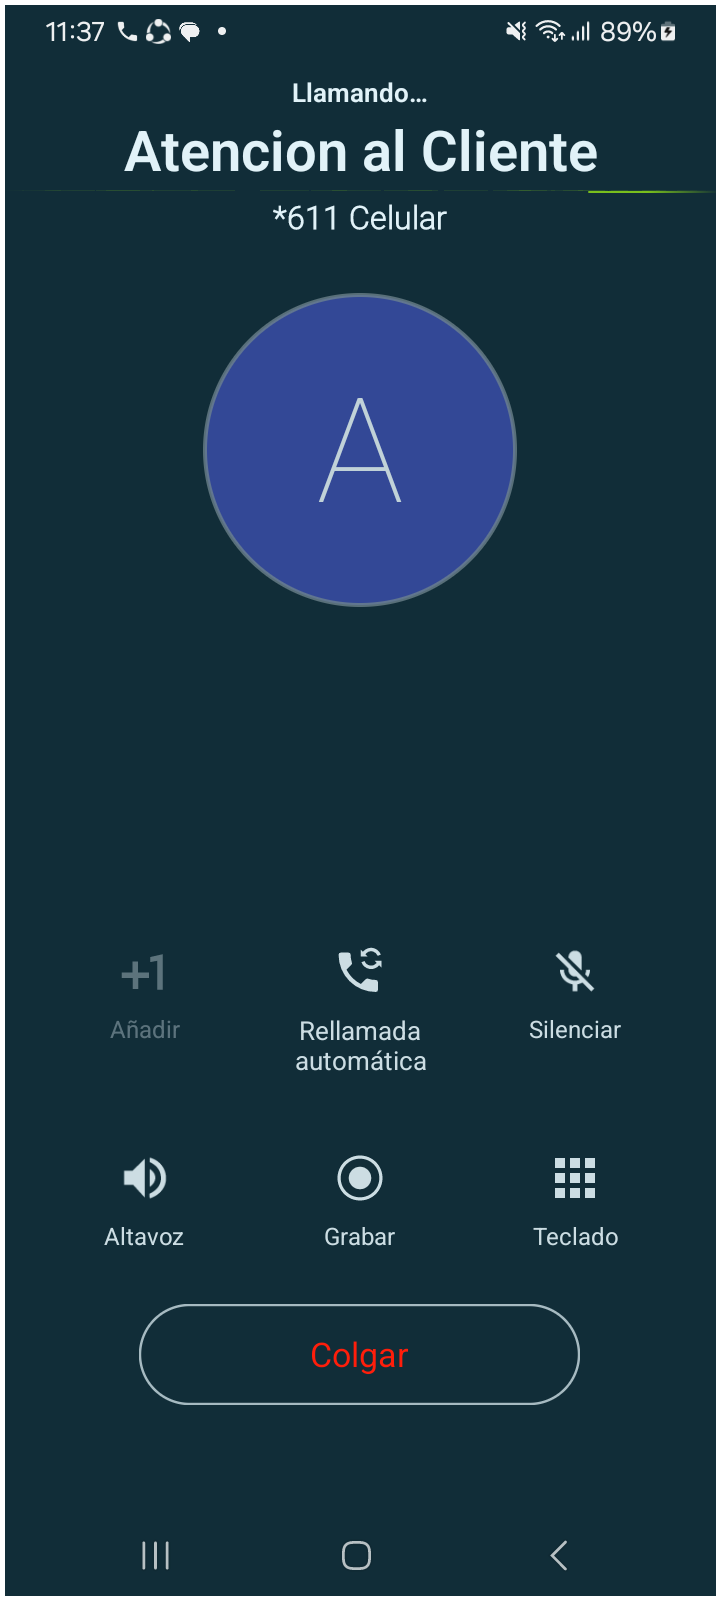 11:37
89%
Llamando...
Atencion al Cliente
*611 Celular
A
+1
Añadir
Rellamada
automática
Silenciar
Altavoz
Grabar
Teclado
Colgar